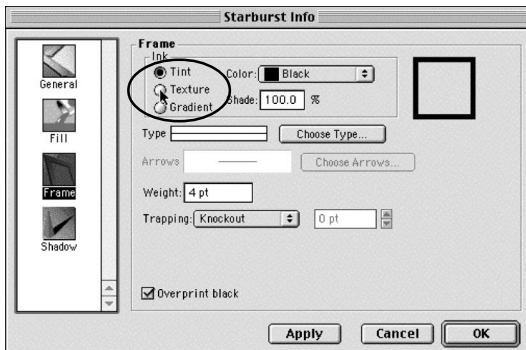 Starburst Info
General
Fill
Frame
Shadow
Frame
Ink
Tint
Texture
Gradient
Color: Black
Shade: 100.0 %
Type
Choose Type...
Arrows
Choose Arrows...
Weight: 4 pt
Trapping: Knockout 0 pt
Overprint black
Apply Cancel OK